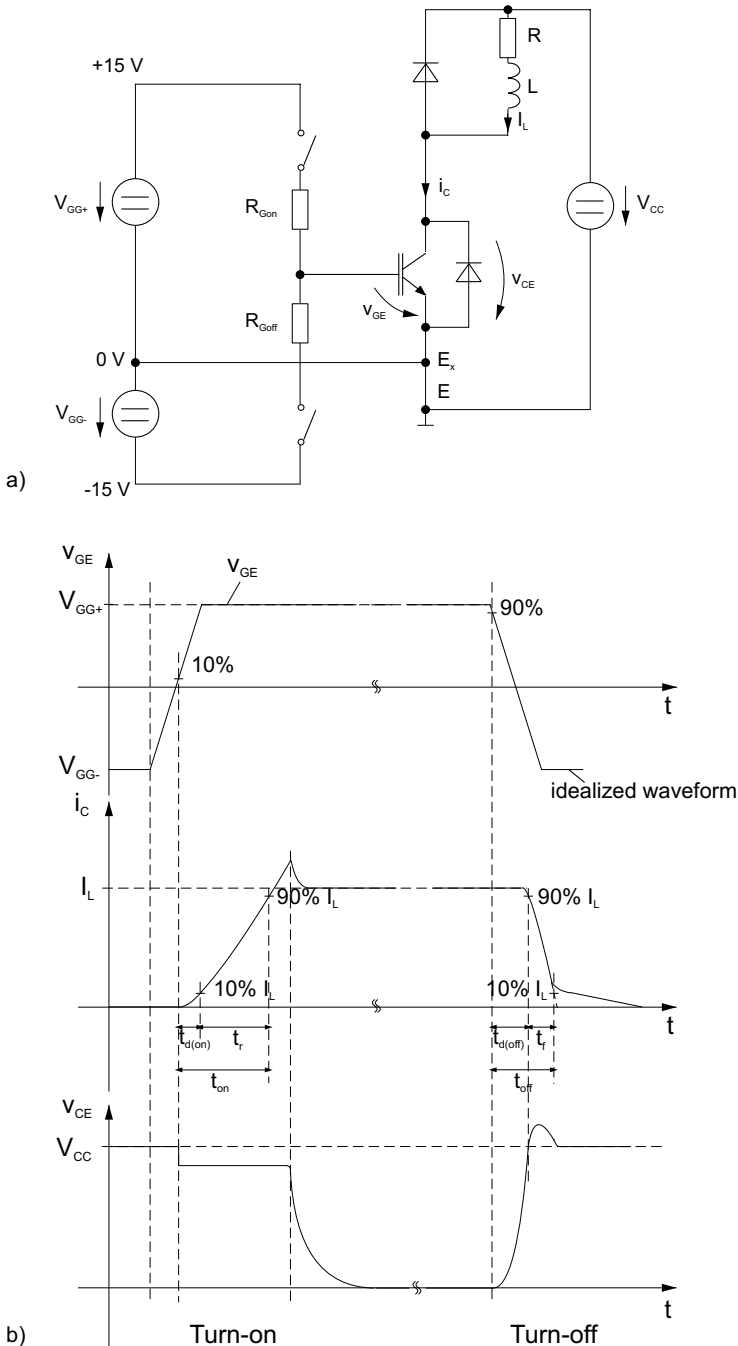 R
+15 V
L
I_L
V_GG+
R_Gon
i_C
V_CC
v_CE
v_GE
R_Goff
0 V
E_x
E
V_GG-
a)
-15 V
v_GE
v_GE
V_GG+
90%
10%
t
V_GG-
idealized waveform
i_C
I_L
90% I_L
90% I_L
10% I_L
10% I_L
t
t_d(on)
t_r
t_d(off)
t_f
t_on
t_off
v_CE
V_CC
t
b)
Turn-on
Turn-off